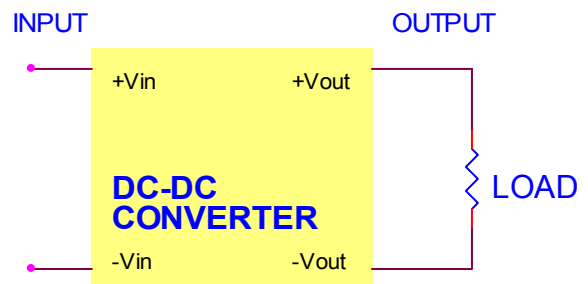 INPUT
OUTPUT
+Vin
+Vout
DC-DC
CONVERTER
LOAD
-Vin
-Vout